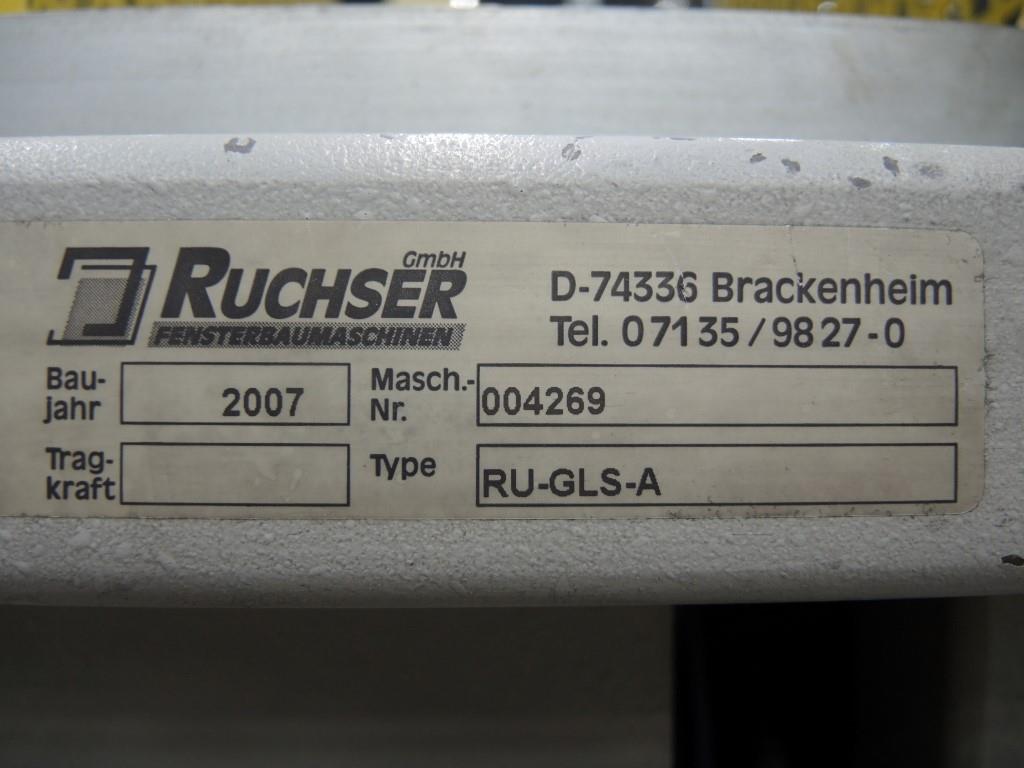 RUCHSER GmbH
FENSTERBAUMASCHINEN
D-74336 Brackenheim
Tel. 07135/9827-0
Bau-
jahr
2007
Masch.-
Nr.
004269
Trag-
kraft
Type
RU-GLS-A